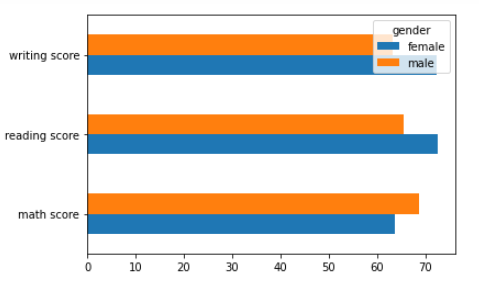 gender
female
male
writing score
reading score
math score
0 10 20 30 40 50 60 70